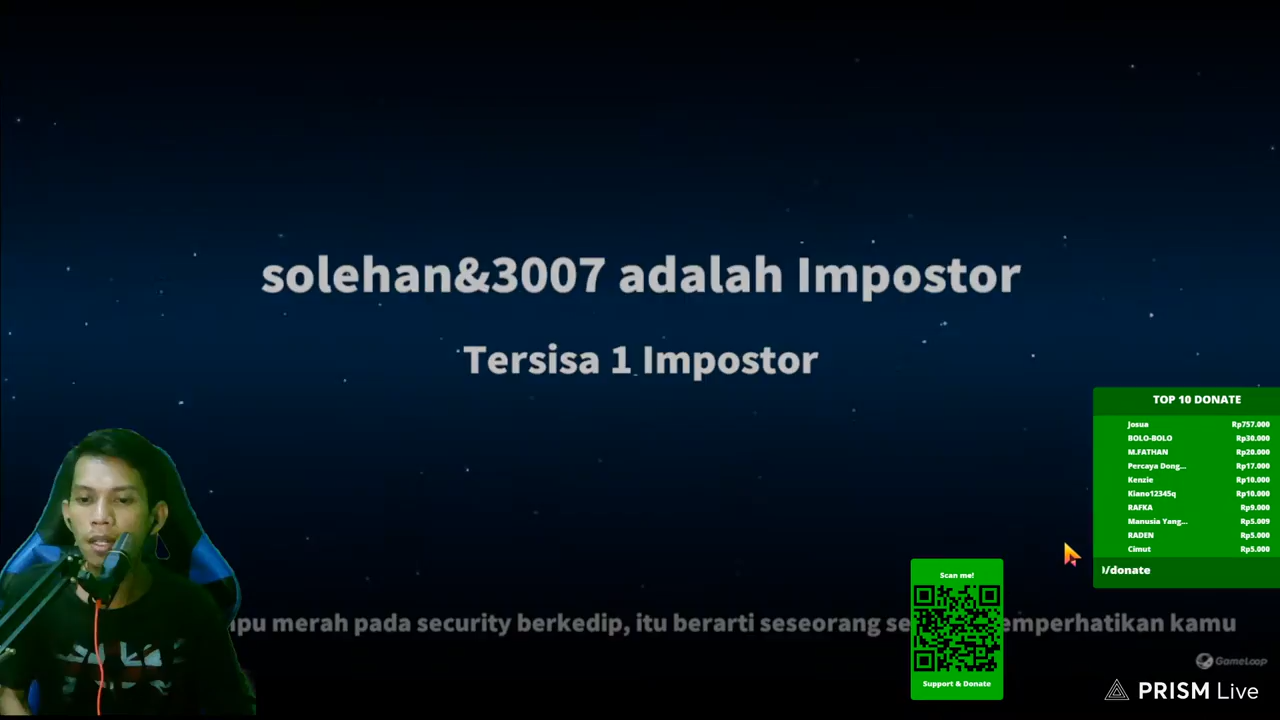 solehan&3007 adalah Impostor
Tersisa 1 Impostor
TOP 10 DONATE
Josua Rp757.000
BOLO-BOLO Rp30.000
M.FATHAN Rp20.000
Percaya Dong... Rp17.000
Kenzie Rp10.000
Kiano12345q Rp10.000
RAFKA Rp9.000
Manusia Yang... Rp5.009
RADEN Rp5.000
Cimut Rp5.000
/donate
Scan me!
merah pada security berkedip, itu berarti seseorang kamu
Support & Donate
GameLoop
PRISM Live